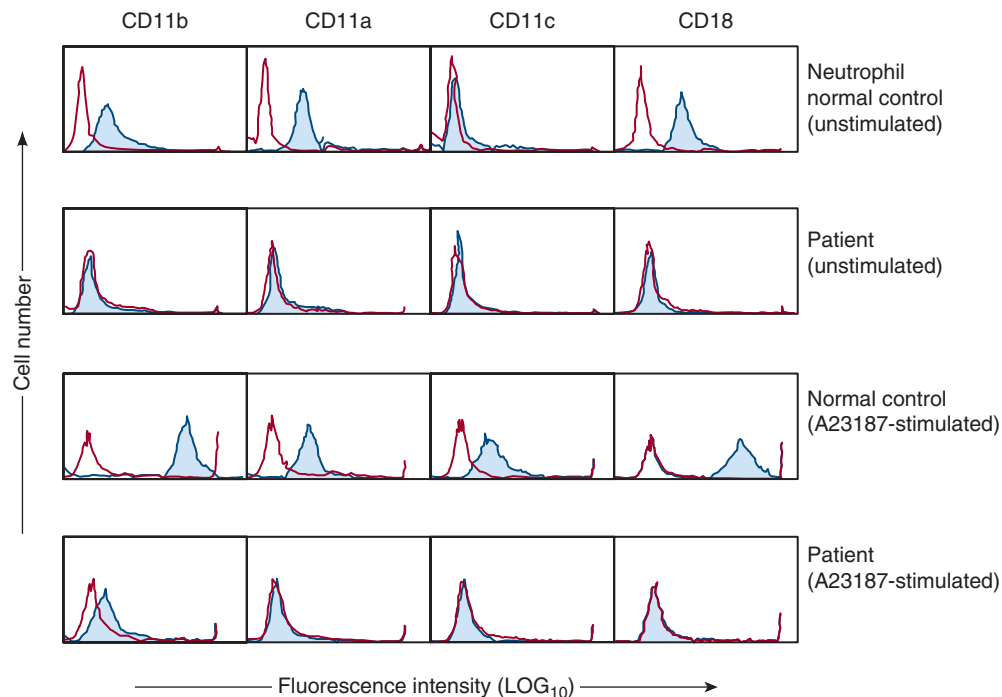 CD11b CD11a CD11c CD18
Neutrophil
normal control
(unstimulated)
Patient
(unstimulated)
Normal control
(A23187-stimulated)
Patient
(A23187-stimulated)
Cell number
Fluorescence intensity (LOG10)